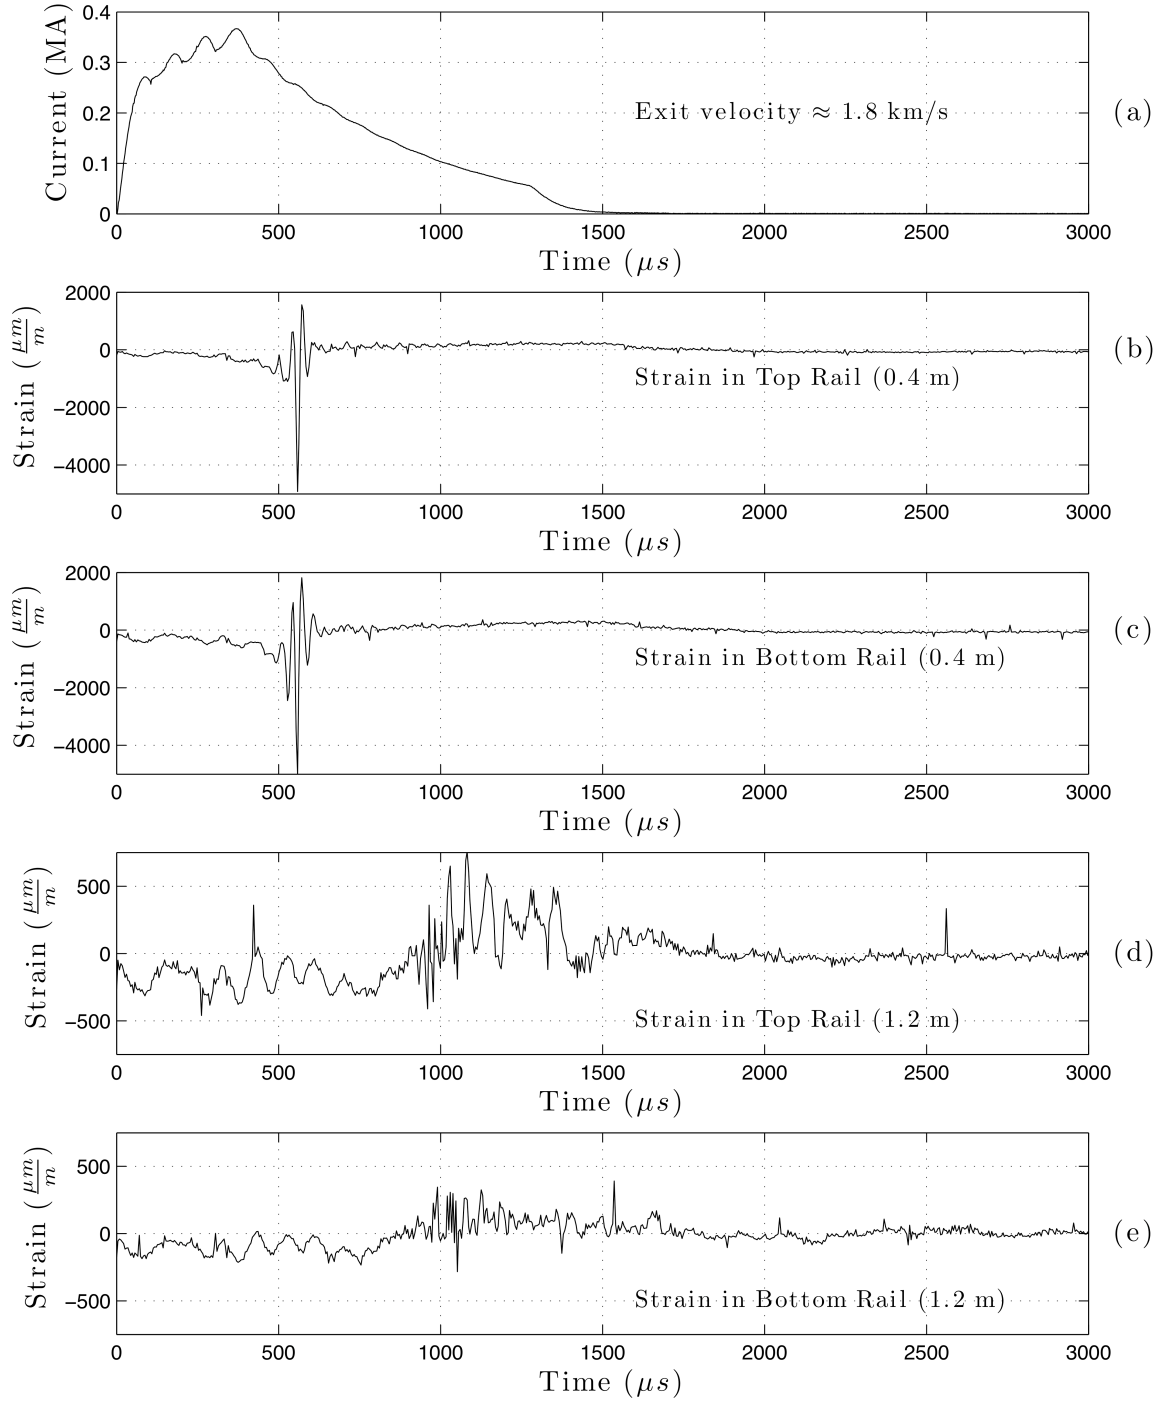 0.4
0.3
0.2
0.1
0
Current (MA)
Exit velocity ≈ 1.8 km/s
(a)
0 500 1000 1500 2000 2500 3000
Time (μs)
2000
0
−2000
−4000
Strain (μm/m)
Strain in Top Rail (0.4 m)
(b)
0 500 1000 1500 2000 2500 3000
Time (μs)
2000
0
−2000
−4000
Strain (μm/m)
Strain in Bottom Rail (0.4 m)
(c)
0 500 1000 1500 2000 2500 3000
Time (μs)
500
0
−500
Strain (μm/m)
Strain in Top Rail (1.2 m)
(d)
0 500 1000 1500 2000 2500 3000
Time (μs)
500
0
−500
Strain (μm/m)
Strain in Bottom Rail (1.2 m)
(e)
0 500 1000 1500 2000 2500 3000
Time (μs)